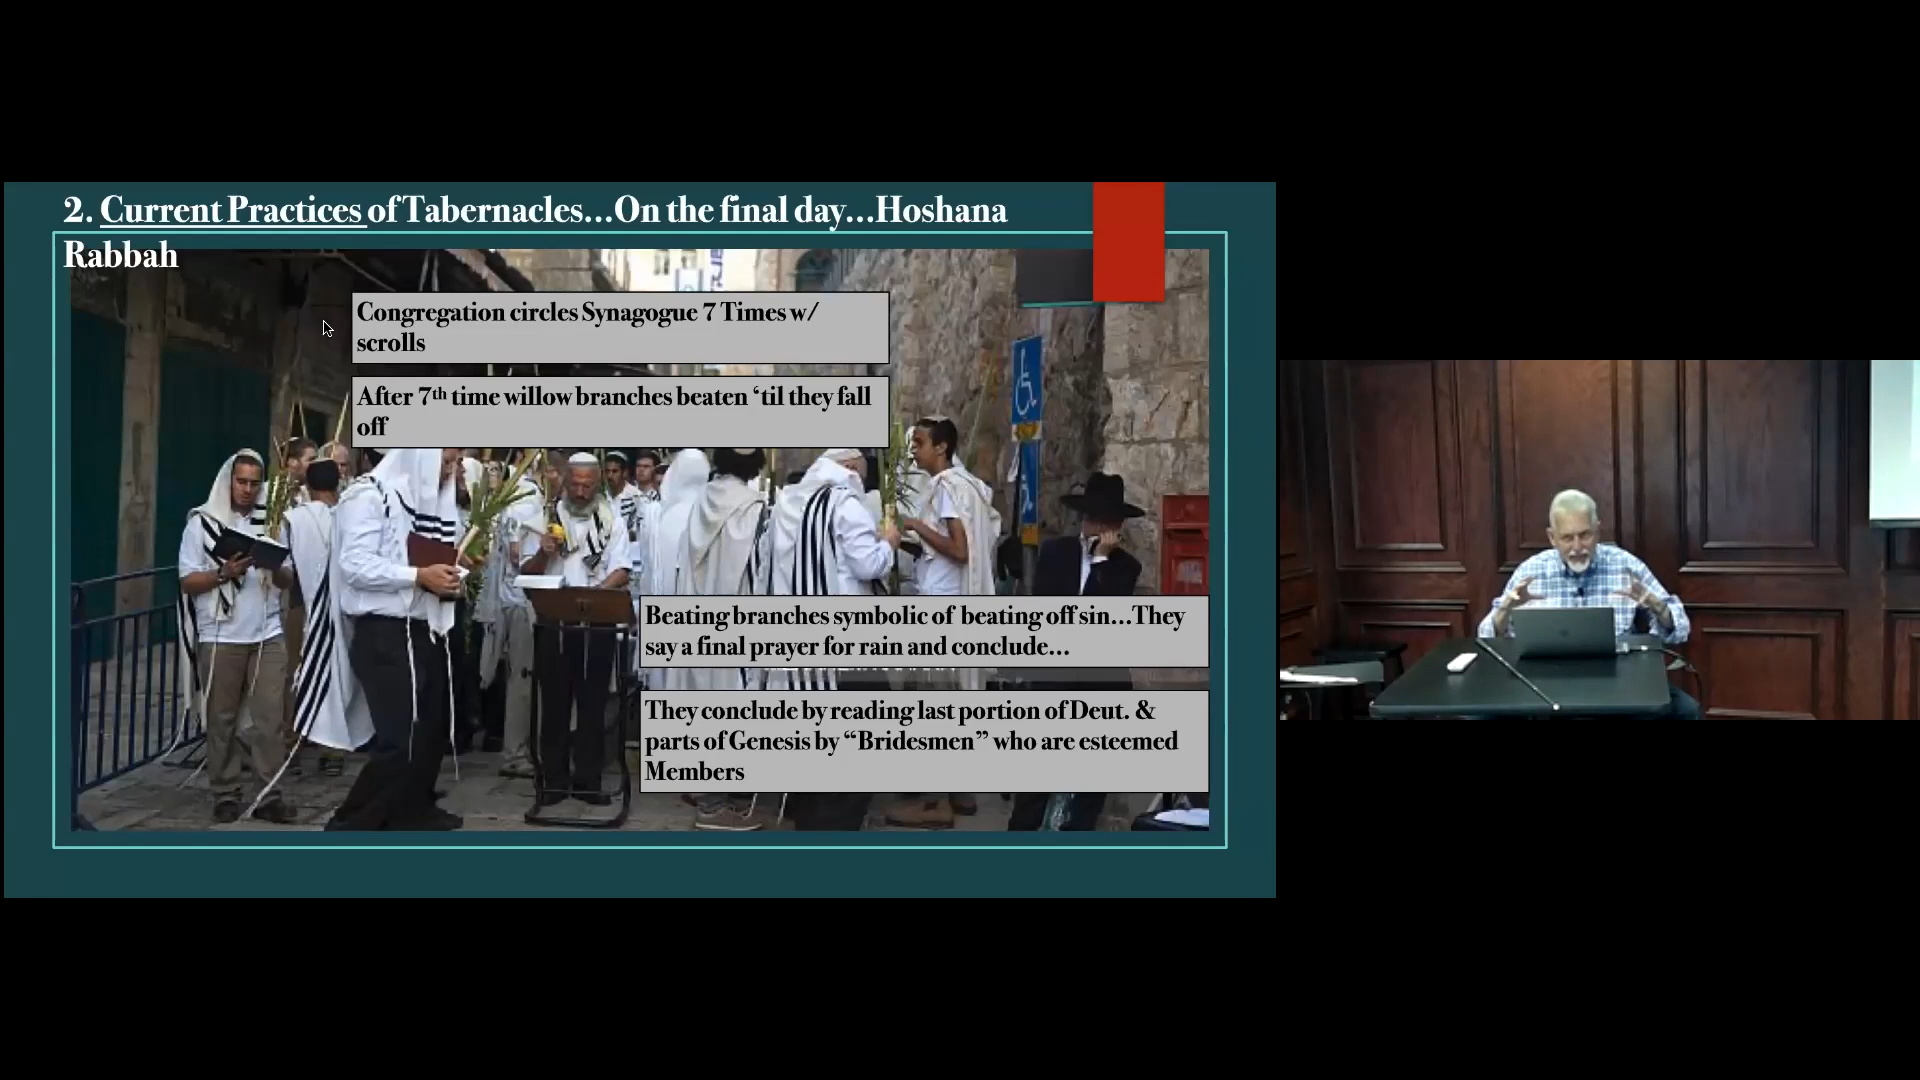 2. Current Practices of Tabernacles...On the final day...Hoshana
Rabbah
Congregation circles Synagogue 7 Times w/
scrolls
After 7th time willow branches beaten ‘til they fall
off
Beating branches symbolic of beating off sin...They
say a final prayer for rain and conclude...
They conclude by reading last portion of Deut. &
parts of Genesis by “Bridesmen” who are esteemed
Members